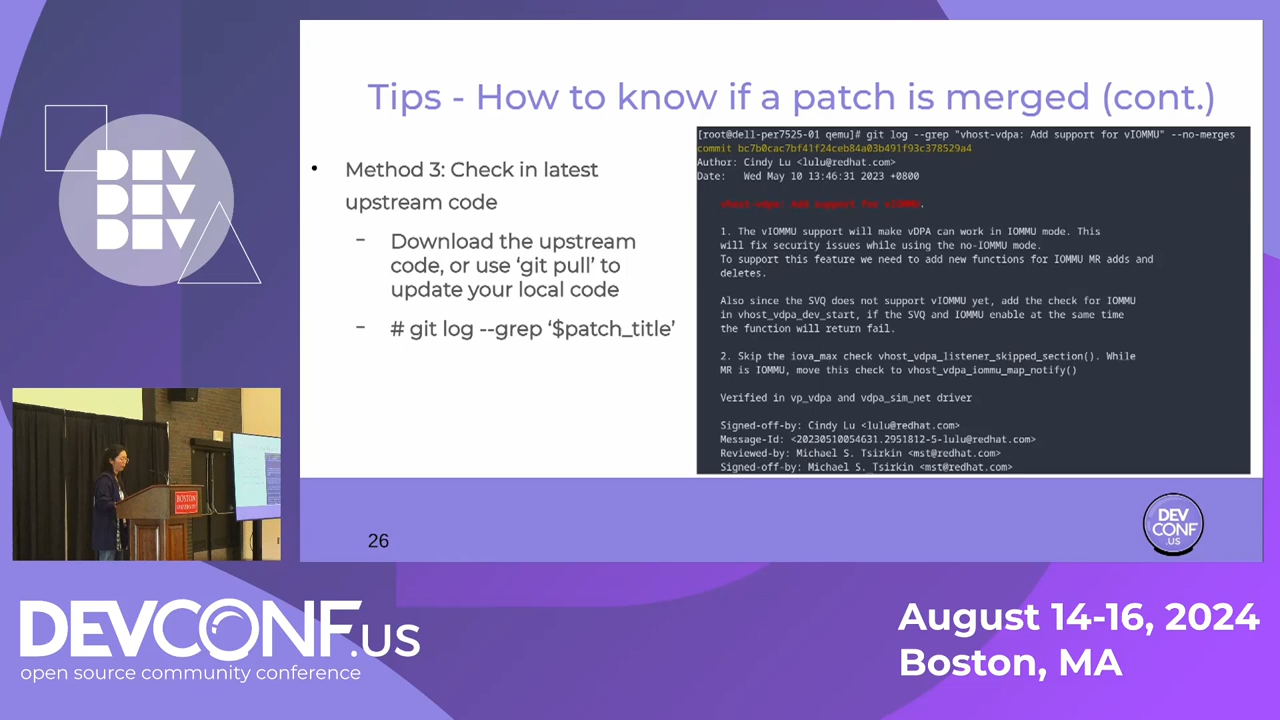 Tips - How to know if a patch is merged (cont.)
• Method 3: Check in latest
upstream code
- Download the upstream
code, or use ‘git pull’ to
update your local code
- # git log --grep ‘$patch_title’
[root@dell-per7525-01 qemu]# git log --grep "vhost-vdpa: Add support for vIOMMU" --no-merges
commit bc7b0cac7bf41f24ceb84a03b491f93c378529a4
Author: Cindy Lu <lulu@redhat.com>
Date:   Wed May 10 13:46:31 2023 +0800
vhost-vdpa: Add support for vIOMMU.
1. The vIOMMU support will make vDPA can work in IOMMU mode. This
will fix security issues while using the no-IOMMU mode.
To support this feature we need to add new functions for IOMMU MR adds and
deletes.
Also since the SVQ does not support vIOMMU yet, add the check for IOMMU
in vhost_vdpa_dev_start, if the SVQ and IOMMU enable at the same time
the function will return fail.
2. Skip the iova_max check vhost_vdpa_listener_skipped_section(). While
MR is IOMMU, move this check to vhost_vdpa_iommu_map_notify()
Verified in vp_vdpa and vdpa_sim_net driver
Signed-off-by: Cindy Lu <lulu@redhat.com>
Message-Id: <20230510054631.2951812-5-lulu@redhat.com>
Reviewed-by: Michael S. Tsirkin <mst@redhat.com>
Signed-off-by: Michael S. Tsirkin <mst@redhat.com>
26
DEV
CONF
.US
DEV
DEV
DEV
BOSTON
UNIVERSITY
DEVCONF.US
open source community conference
August 14-16, 2024
Boston, MA